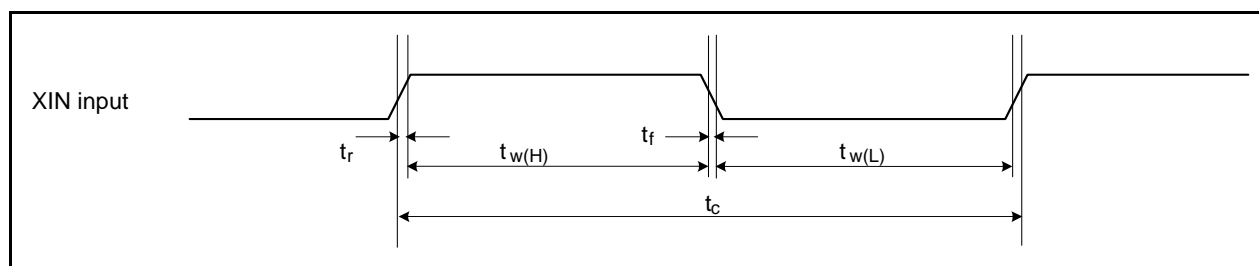 XIN input
tr
tw(H)
tf
tw(L)
tc